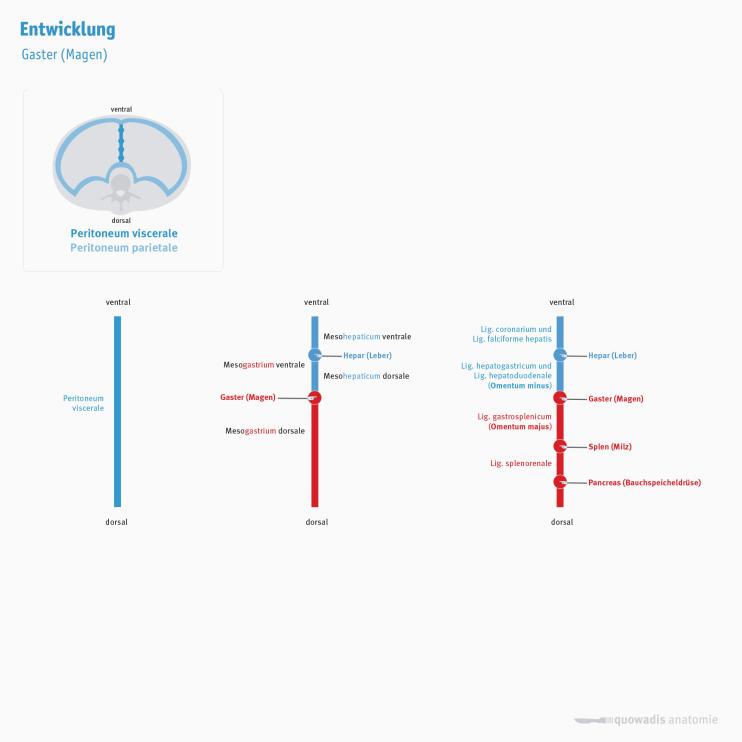 Entwicklung
Gaster (Magen)
ventral
dorsal
Peritoneum viscerale
Peritoneum parietale
ventral
Peritoneum
viscerale
dorsal
ventral
Mesohepaticum ventrale
Hepar (Leber)
Mesogastrium ventrale
Mesohepaticum dorsale
Gaster (Magen)
Mesogastrium dorsale
dorsal
ventral
Lig. coronarium und
Lig. falciforme hepatis
Hepar (Leber)
Lig. hepatogastricum und
Lig. hepatoduodenale
(Omentum minus)
Gaster (Magen)
Lig. gastrosplenicum
(Omentum majus)
Splen (Milz)
Lig. splenorenale
Pancreas (Bauchspeicheldrüse)
dorsal
quowadis anatomie